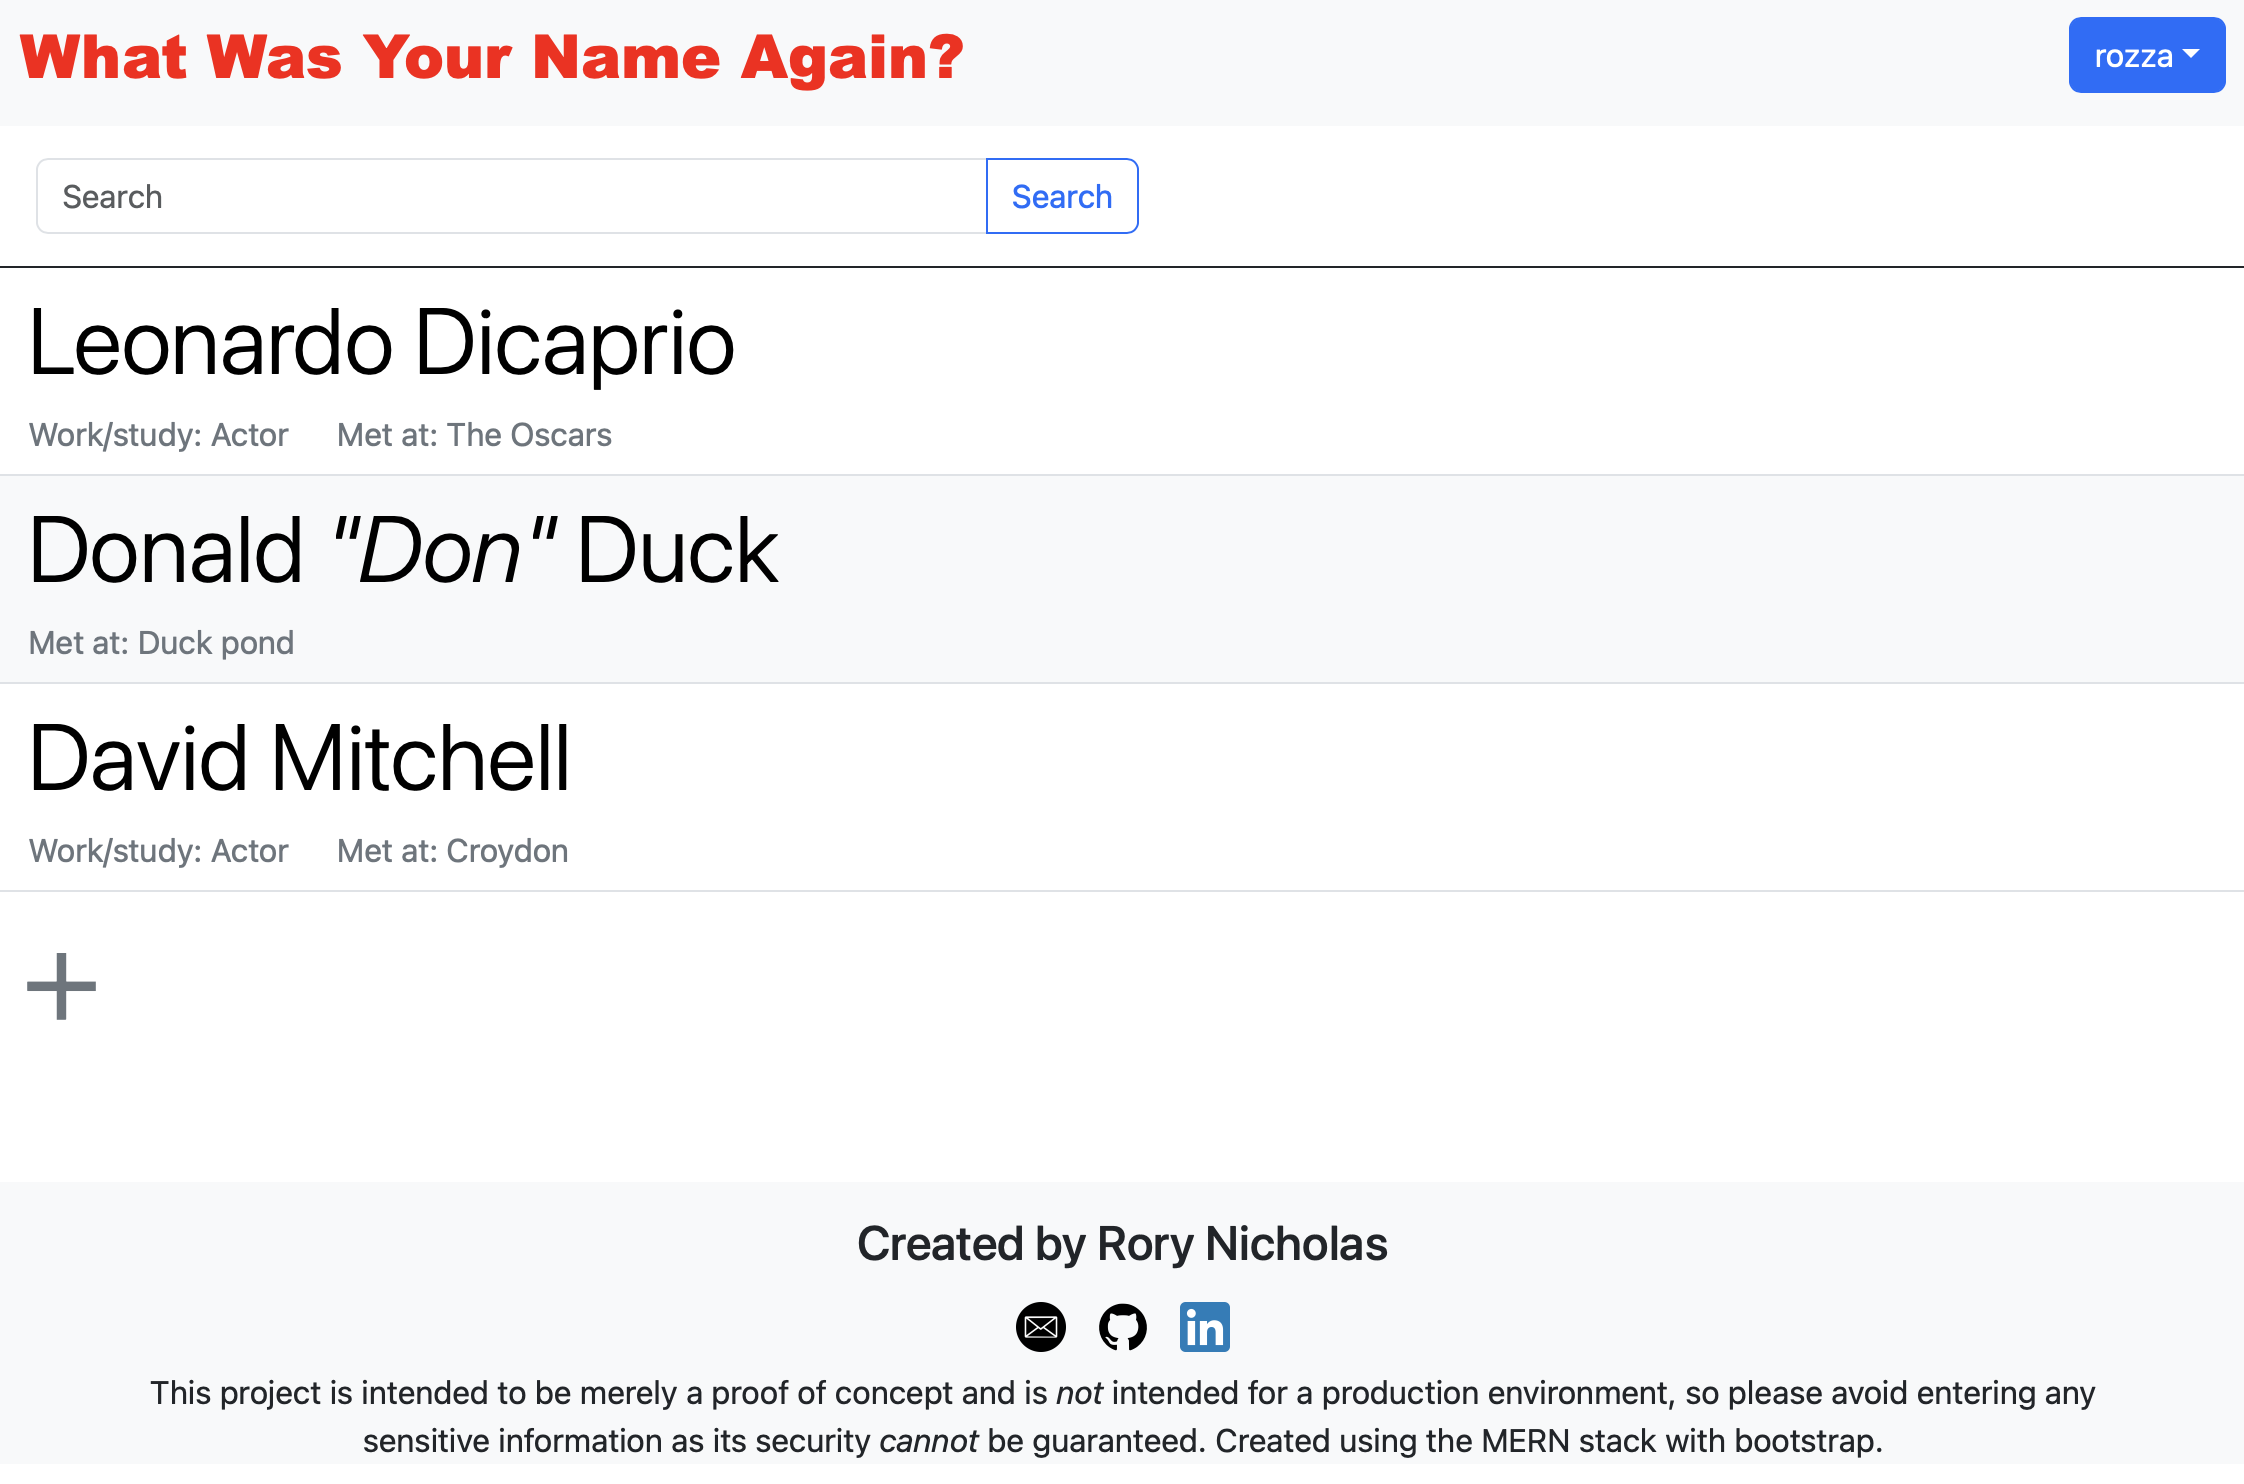 What Was Your Name Again?
rozza
Search
Search
Leonardo Dicaprio
Work/study: Actor Met at: The Oscars
Donald "Don" Duck
Met at: Duck pond
David Mitchell
Work/study: Actor Met at: Croydon
Created by Rory Nicholas
in
This project is intended to be merely a proof of concept and is not intended for a production environment, so please avoid entering any
sensitive information as its security cannot be guaranteed. Created using the MERN stack with bootstrap.